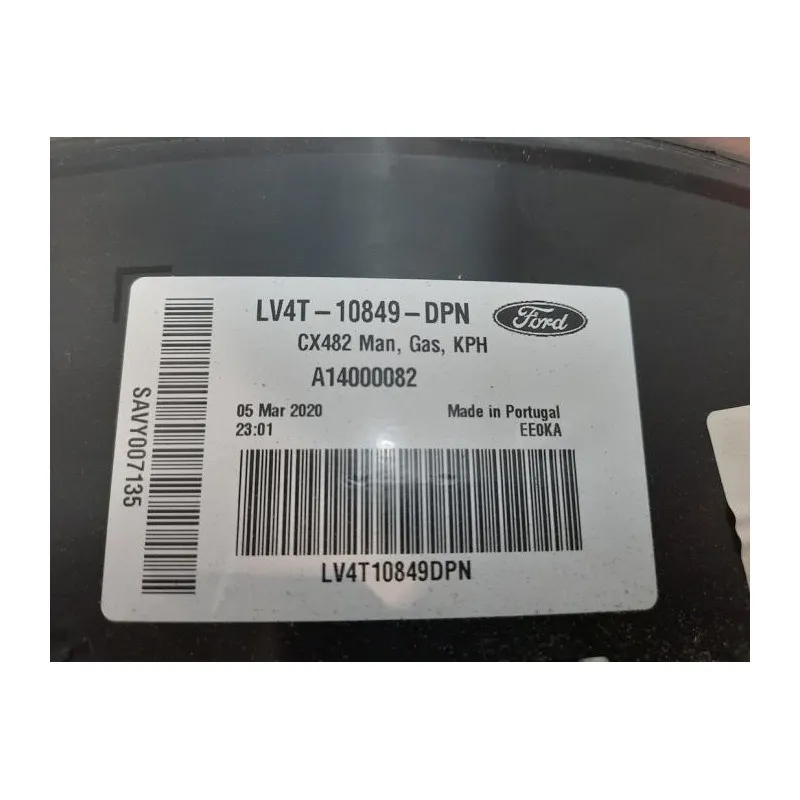 LV4T-10849-DPN Ford
CX482 Man, Gas, KPH
A14000082
05 Mar 2020 Made in Portugal
23:01 EE0KA
LV4T10849DPN
SAVY007135